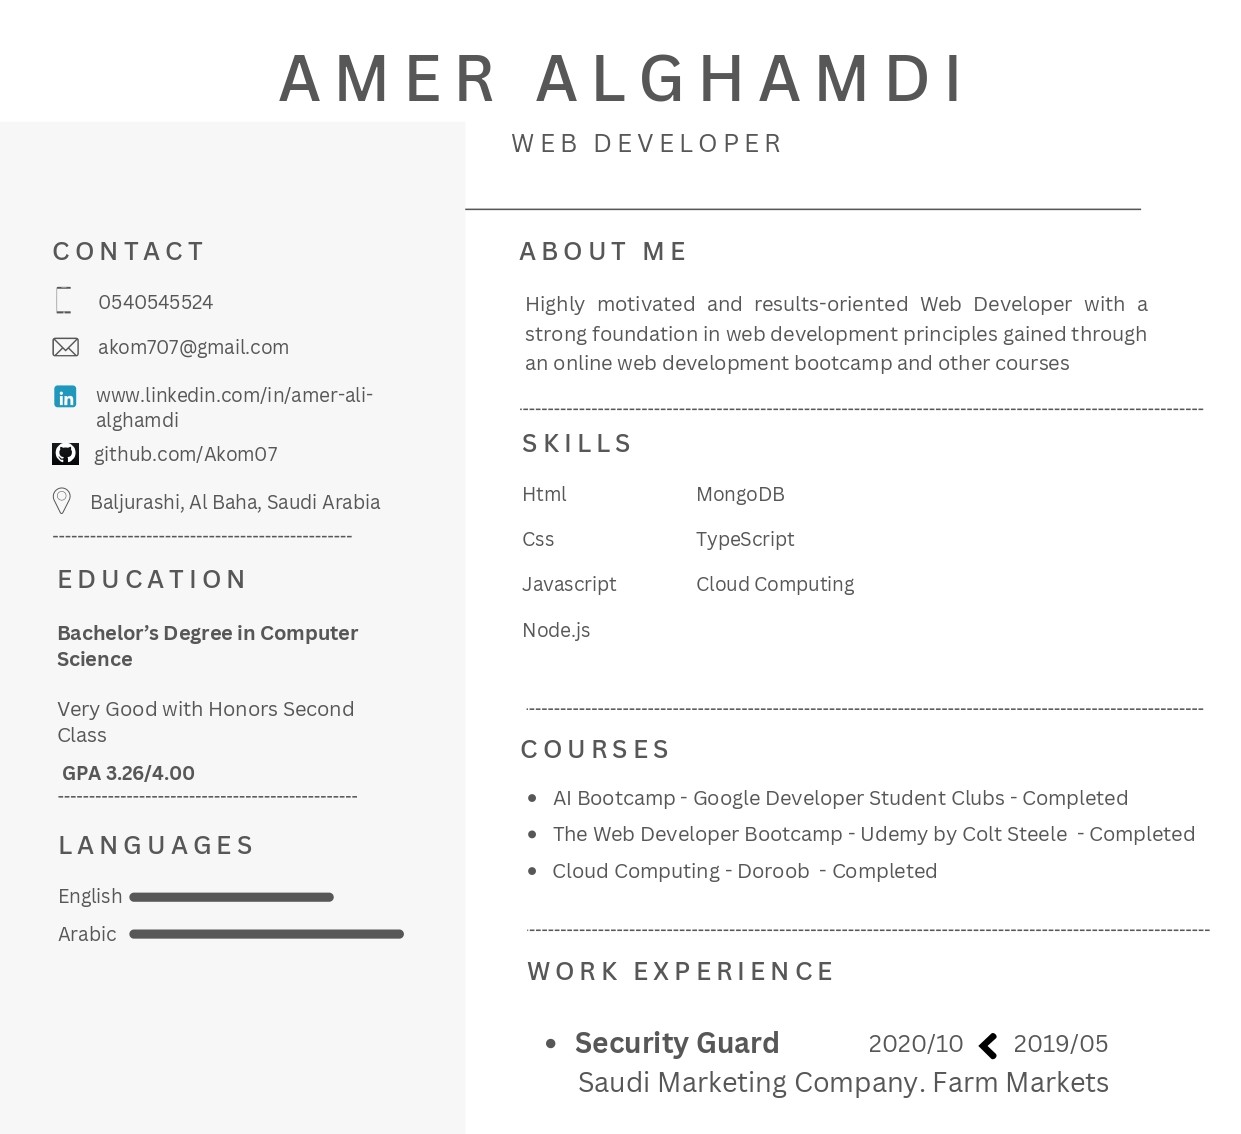 AMER ALGHAMDI
WEB DEVELOPER
CONTACT
0540545524
akom707@gmail.com
www.linkedin.com/in/amer-ali-
alghamdi
github.com/Akom07
Baljurashi, Al Baha, Saudi Arabia
------------------------------------------------
EDUCATION
Bachelor’s Degree in Computer
Science
Very Good with Honors Second
Class
GPA 3.26/4.00
------------------------------------------------
LANGUAGES
English
Arabic
ABOUT ME
Highly motivated and results-oriented Web Developer with a
strong foundation in web development principles gained through
an online web development bootcamp and other courses
SKILLS
Html MongoDB
Css TypeScript
Javascript Cloud Computing
Node.js
COURSES
• AI Bootcamp - Google Developer Student Clubs - Completed
• The Web Developer Bootcamp - Udemy by Colt Steele - Completed
• Cloud Computing - Doroob - Completed
WORK EXPERIENCE
• Security Guard 2020/10 < 2019/05
Saudi Marketing Company. Farm Markets